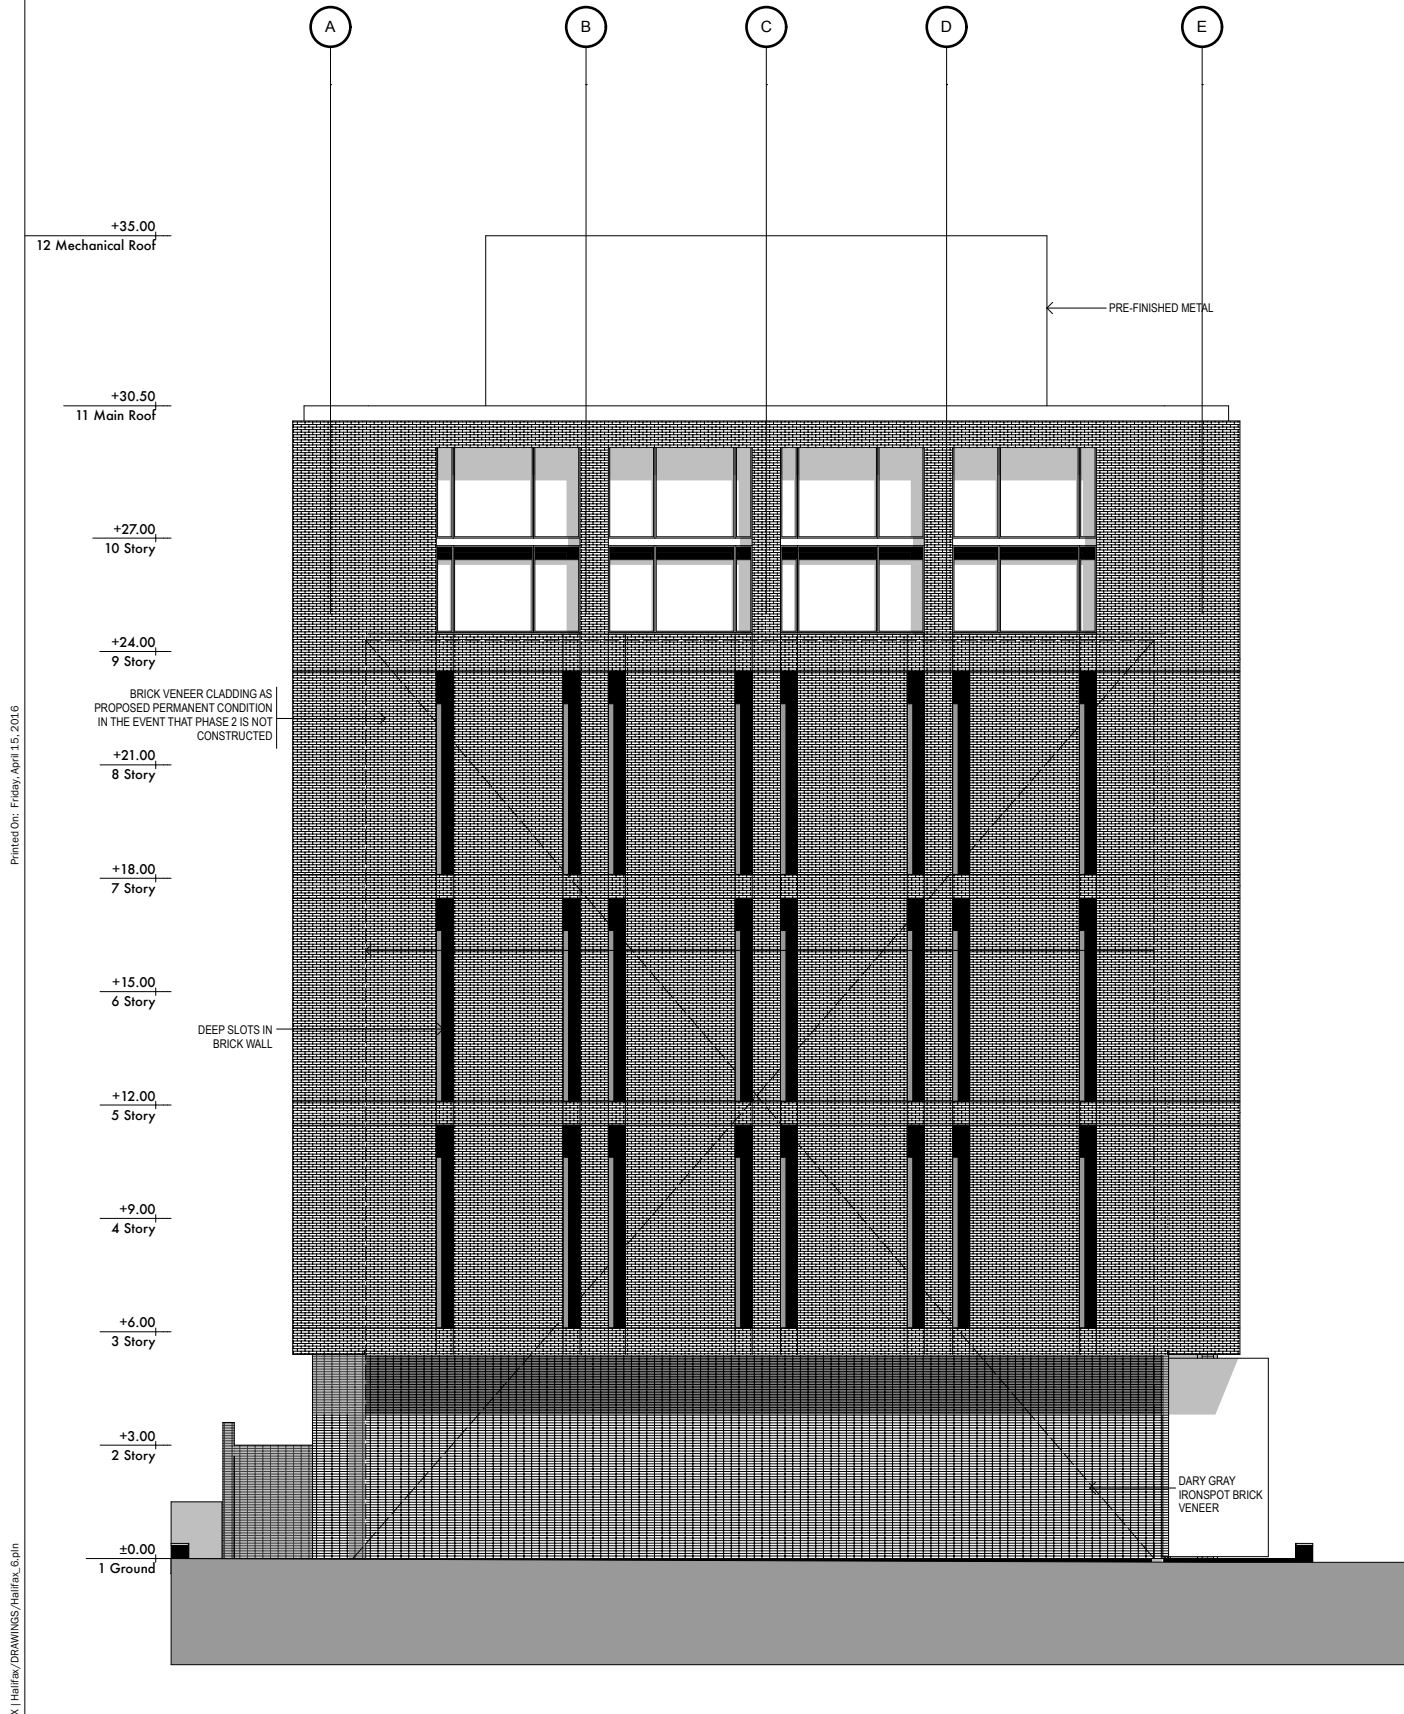 A B C D E
+35.00
12 Mechanical Roof
PRE-FINISHED METAL
+30.50
11 Main Roof
+27.00
10 Story
+24.00
9 Story
BRICK VENEER CLADDING AS
PROPOSED PERMANENT CONDITION
IN THE EVENT THAT PHASE 2 IS NOT
CONSTRUCTED
+21.00
8 Story
+18.00
7 Story
+15.00
6 Story
DEEP SLOTS IN
BRICK WALL
+12.00
5 Story
+9.00
4 Story
+6.00
3 Story
+3.00
2 Story
DARY GRAY
IRONSPOT BRICK
VENEER
±0.00
1 Ground
Printed On: Friday, April 15, 2016
X | Halifax/DRAWINGS/Halifax_6.pln